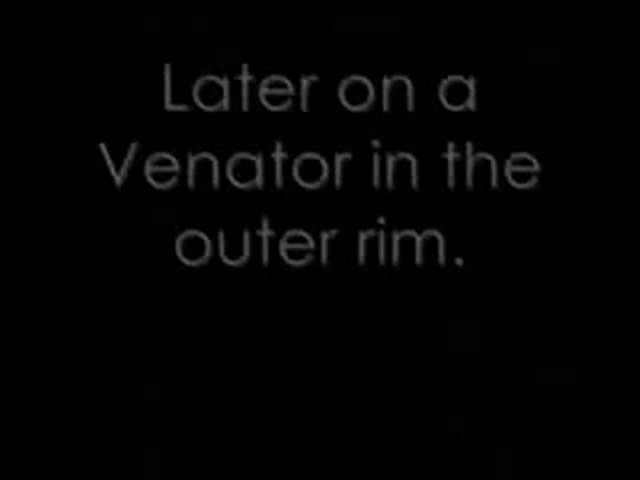 Later on a
Venator in the
outer rim.